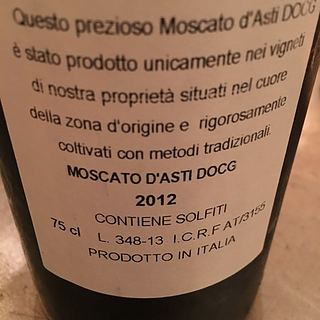 Questo prezioso Moscato d'Asti DOCG
è stato prodotto unicamente nei vigneti
di nostra proprietà situati nel cuore
della zona d'origine e rigorosamente
coltivati con metodi tradizionali.
MOSCATO D'ASTI DOCG
2012
CONTIENE SOLFITI
75 cl L. 348-13 I.C.R.F AT/3155
PRODOTTO IN ITALIA